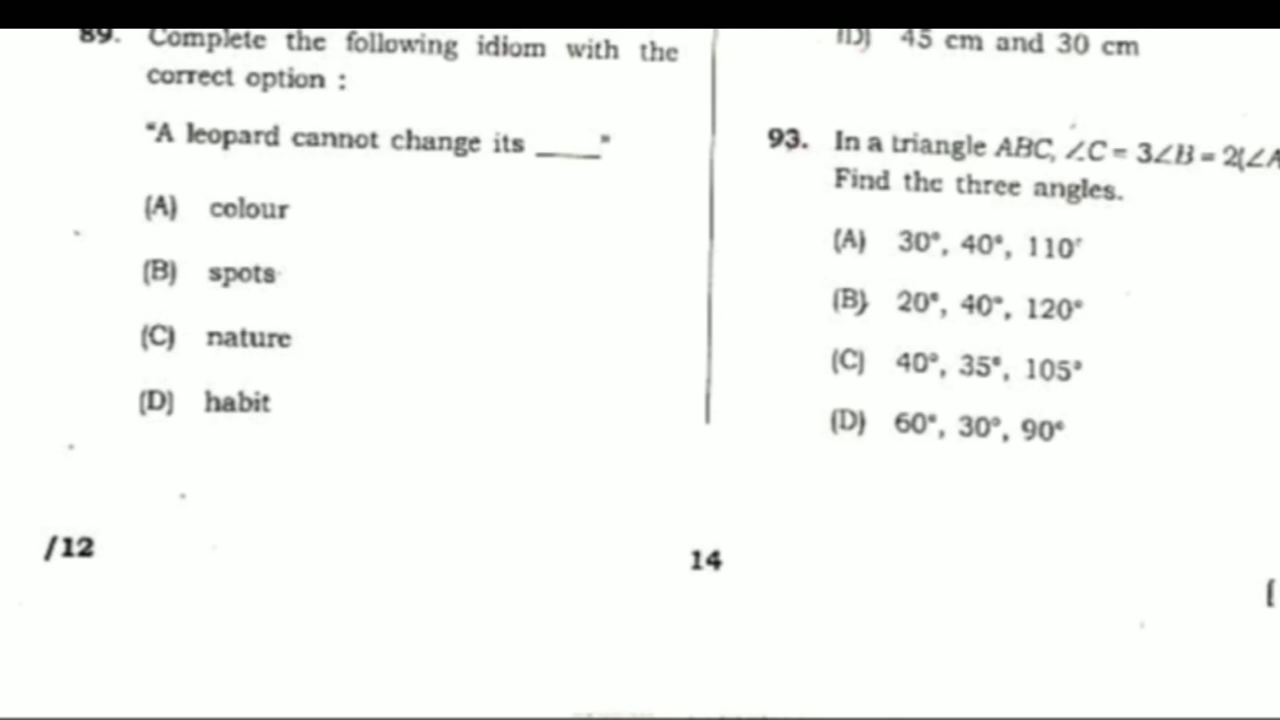 89. Complete the following idiom with the
correct option :
"A leopard cannot change its ____"
(A) colour
(B) spots
(C) nature
(D) habit
/12
14
(D) 45 cm and 30 cm
93. In a triangle ABC, ∠C = 3∠B = 2(∠A
Find the three angles.
(A) 30°, 40°, 110°
(B) 20°, 40°, 120°
(C) 40°, 35°, 105°
(D) 60°, 30°, 90°
[